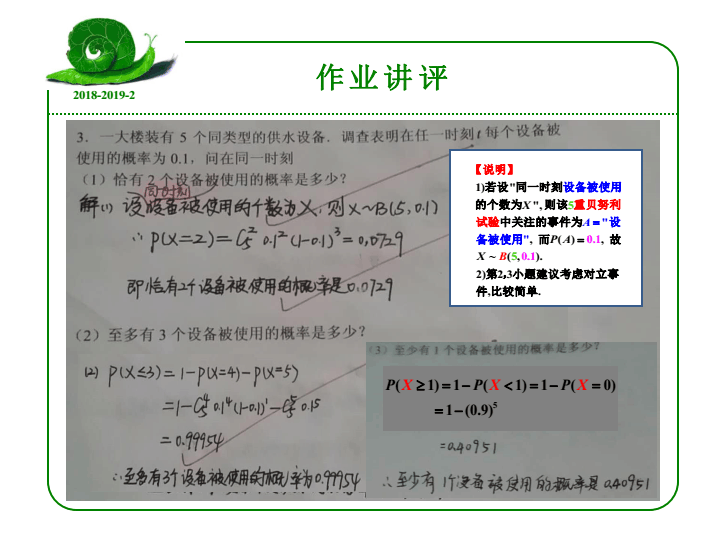 作业讲评
2018-2019-2
3．一大楼装有 5 个同类型的供水设备．调查表明在任一时刻 t 每个设备被
使用的概率为 0.1，问在同一时刻
（1）恰有 2 个设备被使用的概率是多少？
同一时刻
解(1) 设设备被使用的个数为X，则X~B(5,0.1)
∴ P(X=2)=C₅² 0.1²(1-0.1)³=0.0729
即恰有2个设备被使用的概率是0.0729
【说明】
1)若设"同一时刻设备被使用
的个数为X", 则该5重贝努利
试验中关注的事件为A="设
备被使用", 而P(A)=0.1, 故
X ~ B(5,0.1).
2)第2,3小题建议考虑对立事
件,比较简单.
（2）至多有 3 个设备被使用的概率是多少？
(2) P(X≤3)=1-P(X=4)-P(X=5)
=1-C₅⁴ 0.1⁴(1-0.1)¹-C₅⁵ 0.1⁵
=0.99954
∴至多有3个设备被使用的概率为0.99954
（3）至少有 1 个设备被使用的概率是多少？
P(X≥1)=1-P(X<1)=1-P(X=0)
=1-(0.9)⁵
=0.40951
∴至少有1个设备被使用的概率是0.40951